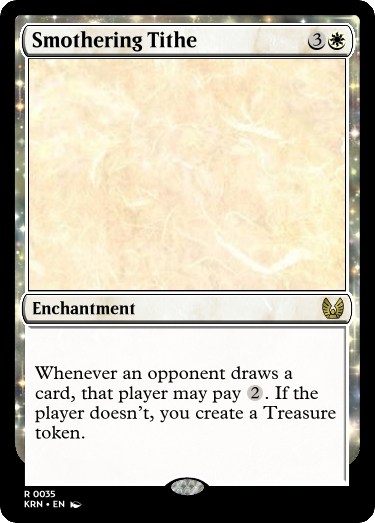 Smothering Tithe 3
Enchantment
Whenever an opponent draws a
card, that player may pay 2. If the
player doesn't, you create a Treasure
token.
R 0035
KRN • EN